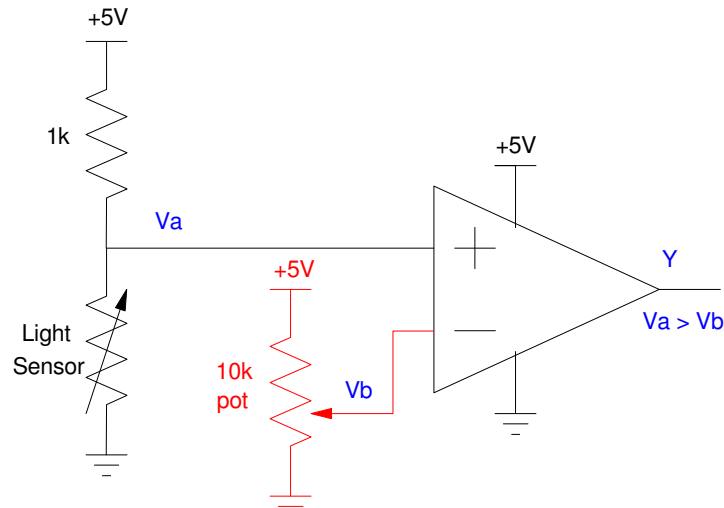 +5V
1k
Va
+5V
+
Y
+5V
Va > Vb
Light
Sensor
−
10k
pot
Vb